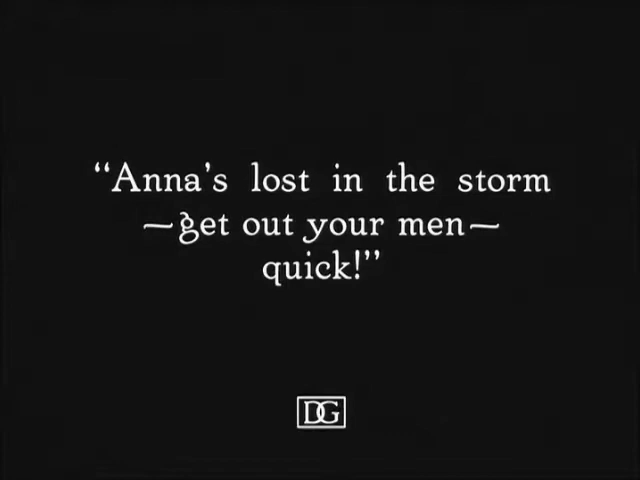 “Anna’s lost in the storm
—get out your men—
quick!”
DG